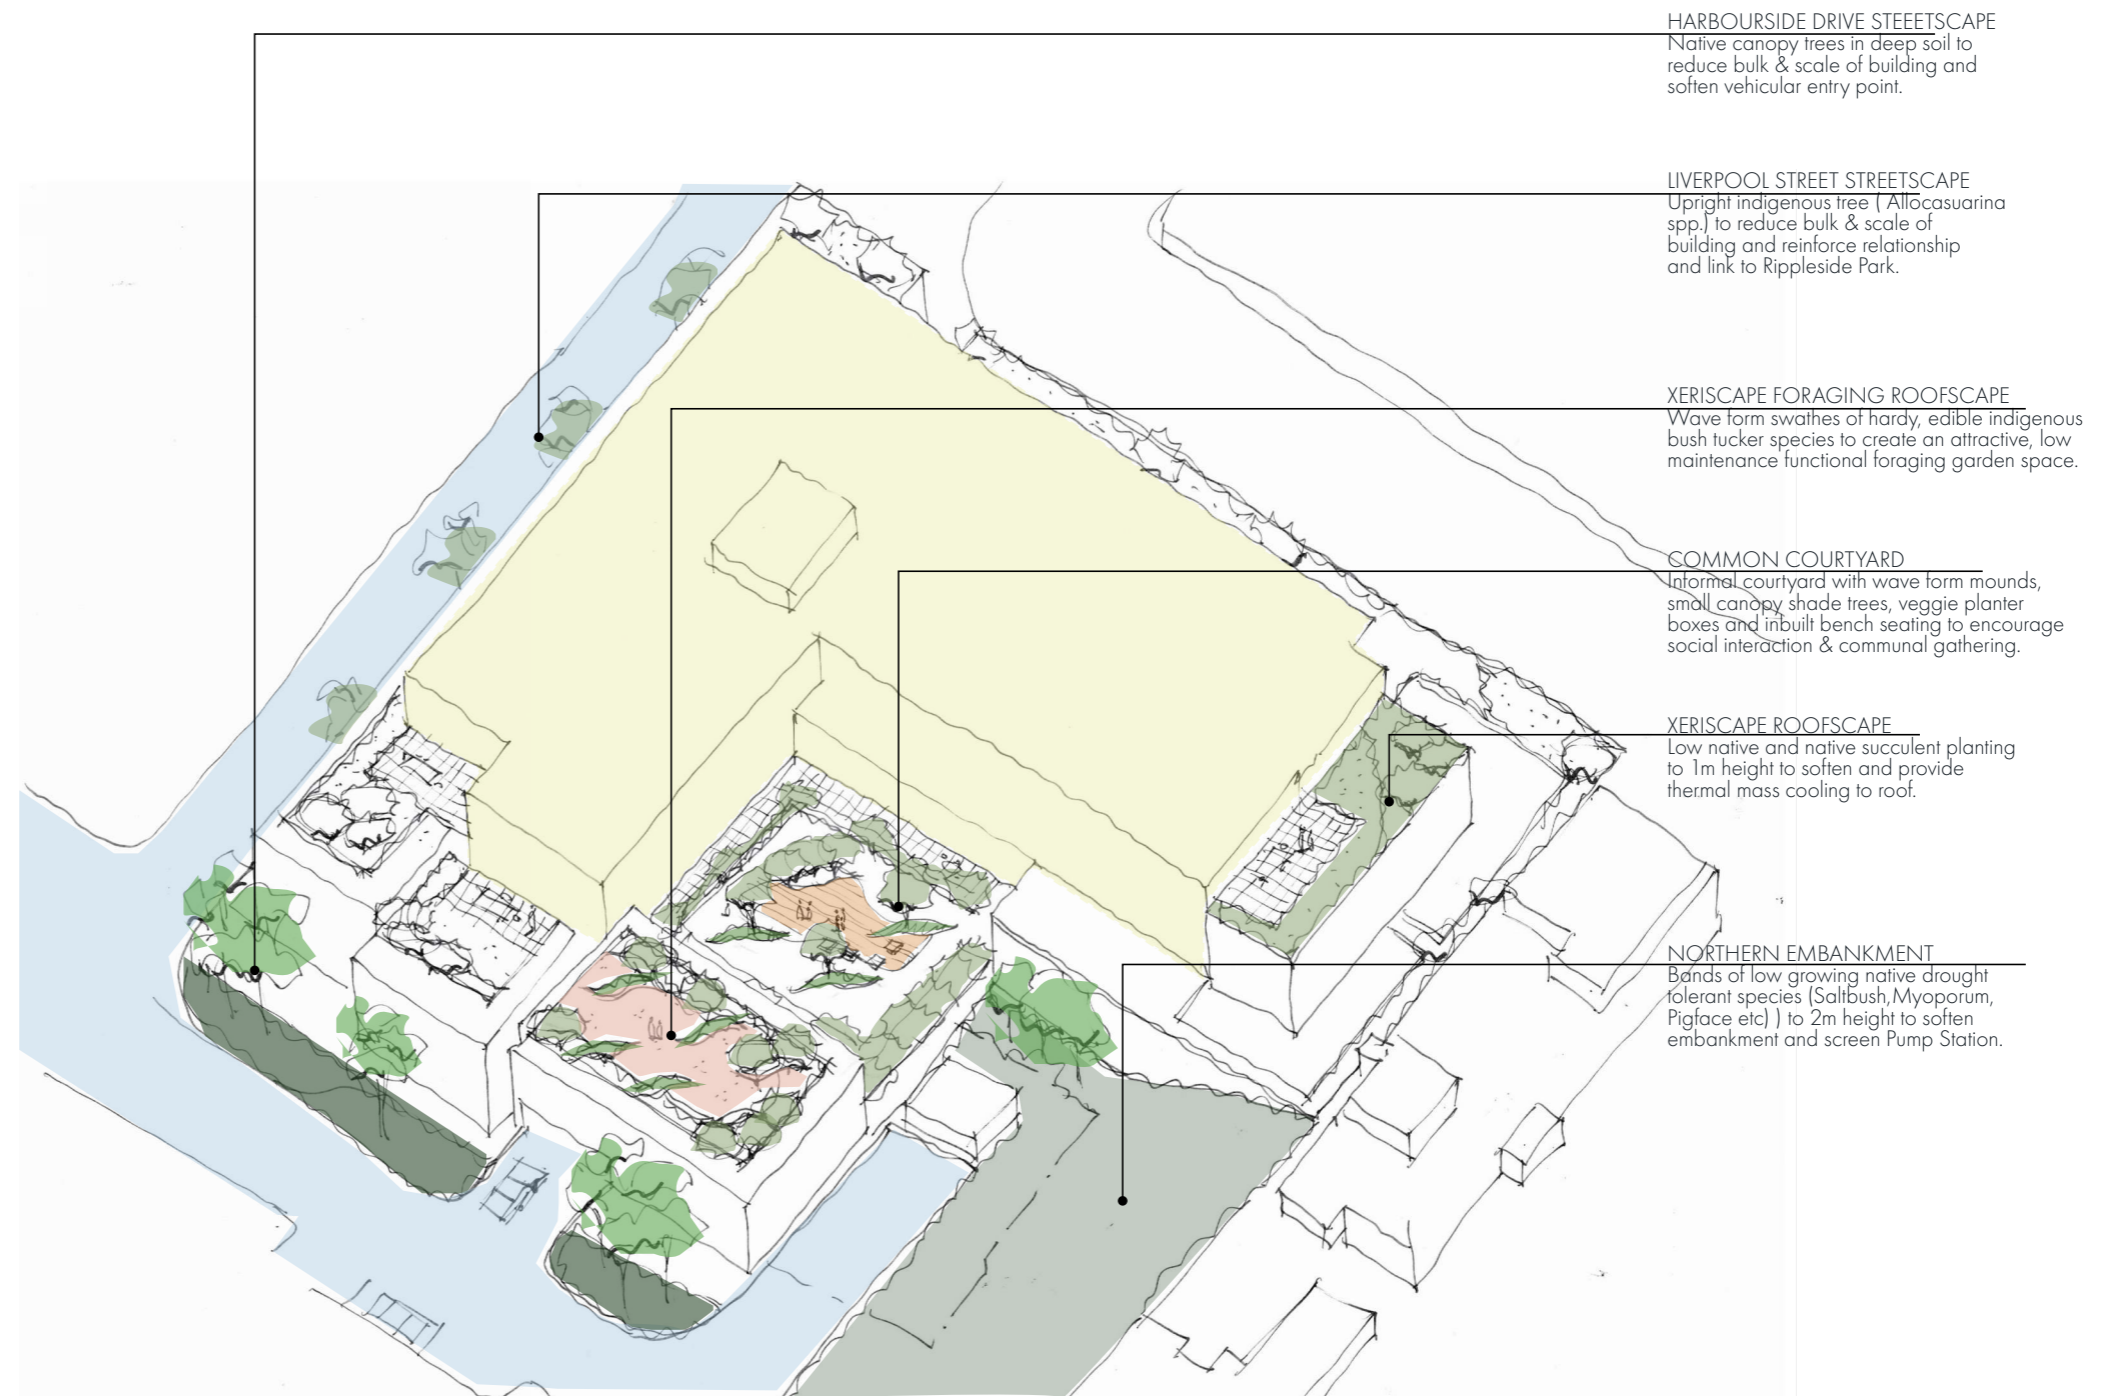 HARBOURSIDE DRIVE STEEETSCAPE
Native canopy trees in deep soil to
reduce bulk & scale of building and
soften vehicular entry point.
LIVERPOOL STREET STREETSCAPE
Upright indigenous tree ( Allocasuarina
spp.) to reduce bulk & scale of
building and reinforce relationship
and link to Rippleside Park.
XERISCAPE FORAGING ROOFSCAPE
Wave form swathes of hardy, edible indigenous
bush tucker species to create an attractive, low
maintenance functional foraging garden space.
COMMON COURTYARD
Informal courtyard with wave form mounds,
small canopy shade trees, veggie planter
boxes and inbuilt bench seating to encourage
social interaction & communal gathering.
XERISCAPE ROOFSCAPE
Low native and native succulent planting
to 1m height to soften and provide
thermal mass cooling to roof.
NORTHERN EMBANKMENT
Bands of low growing native drought
tolerant species (Saltbush,Myoporum,
Pigface etc) ) to 2m height to soften
embankment and screen Pump Station.